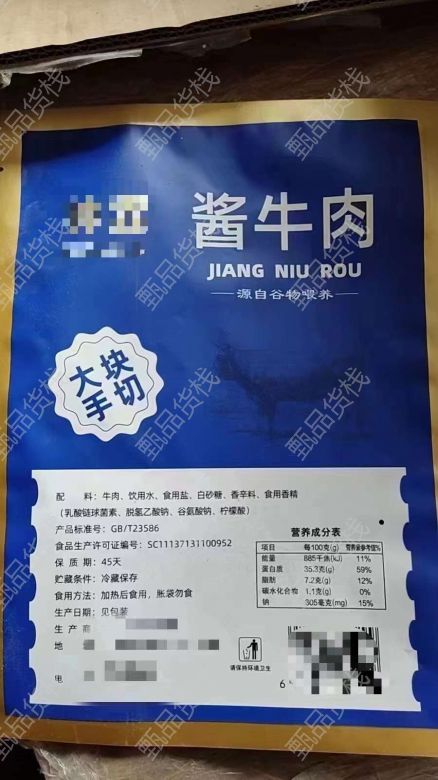 酱牛肉
JIANG NIU ROU
源自谷物喂养
大块
手切
配 料：牛肉、饮用水、食用盐、白砂糖、香辛料、食用香精
（乳酸链球菌素、脱氢乙酸钠、谷氨酸钠、柠檬酸）
产品标准号：GB/T23586
食品生产许可证编号：SC11137131100952
保 质 期：45天
贮藏条件：冷藏保存
食用方法：加热后食用，胀袋勿食
生产日期：见包装
生 产 商
地
电
营养成分表
项目 每100克(g) 营养素参考值%
能量 885千焦(kJ) 11%
蛋白质 35.3克(g) 59%
脂肪 7.2克(g) 12%
碳水化合物 1.1克(g) 0%
钠 305毫克(mg) 15%
请保持环境卫生
6
甄品货栈